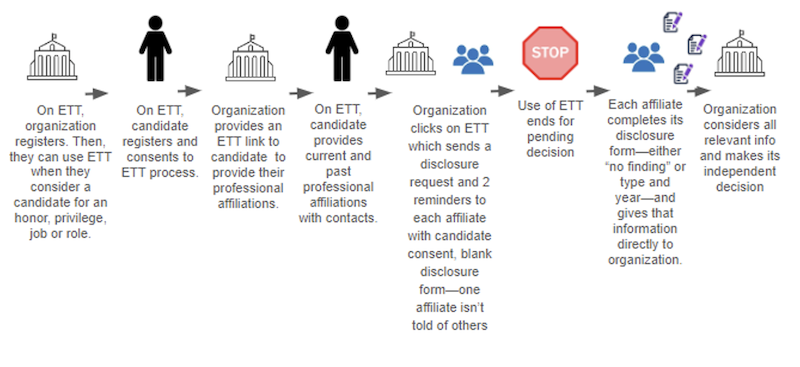 On ETT,
organization
registers. Then,
they can use ETT
when they
consider a
candidate for an
honor, privilege,
job or role.
On ETT,
candidate
registers and
consents to
ETT process.
Organization
provides an
ETT link to
candidate to
provide their
professional
affiliations.
On ETT,
candidate
provides
current and
past
professional
affiliations
with contacts.
Organization
clicks on ETT
which sends a
disclosure
request and 2
reminders to
each affiliate
with candidate
consent, blank
disclosure
form—one
affiliate isn’t
told of others
STOP
Use of ETT
ends for
pending
decision
Each affiliate
completes its
disclosure
form—either
“no finding” or
type and
year—and
gives that
information
directly to
organization.
Organization
considers all
relevant info
and makes its
independent
decision